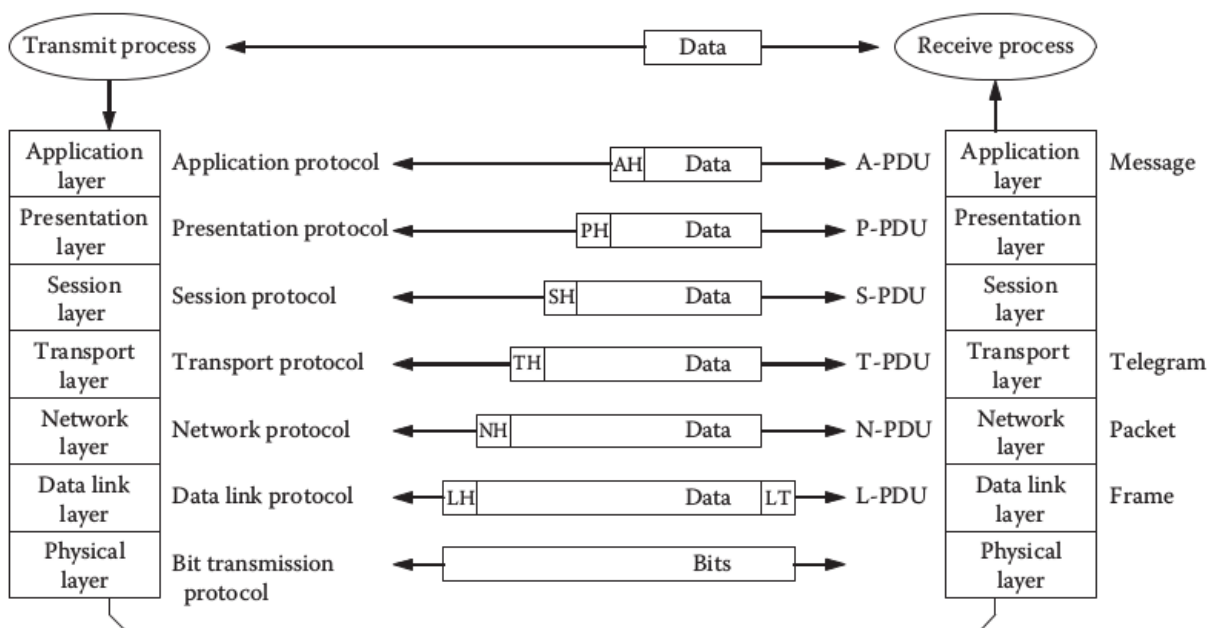 Transmit process
Data
Receive process
Application layer
Application protocol
AH Data
A-PDU
Application layer
Message
Presentation layer
Presentation protocol
PH Data
P-PDU
Presentation layer
Session layer
Session protocol
SH Data
S-PDU
Session layer
Transport layer
Transport protocol
TH Data
T-PDU
Transport layer
Telegram
Network layer
Network protocol
NH Data
N-PDU
Network layer
Packet
Data link layer
Data link protocol
LH Data LT
L-PDU
Data link layer
Frame
Physical layer
Bit transmission
protocol
Bits
Physical layer